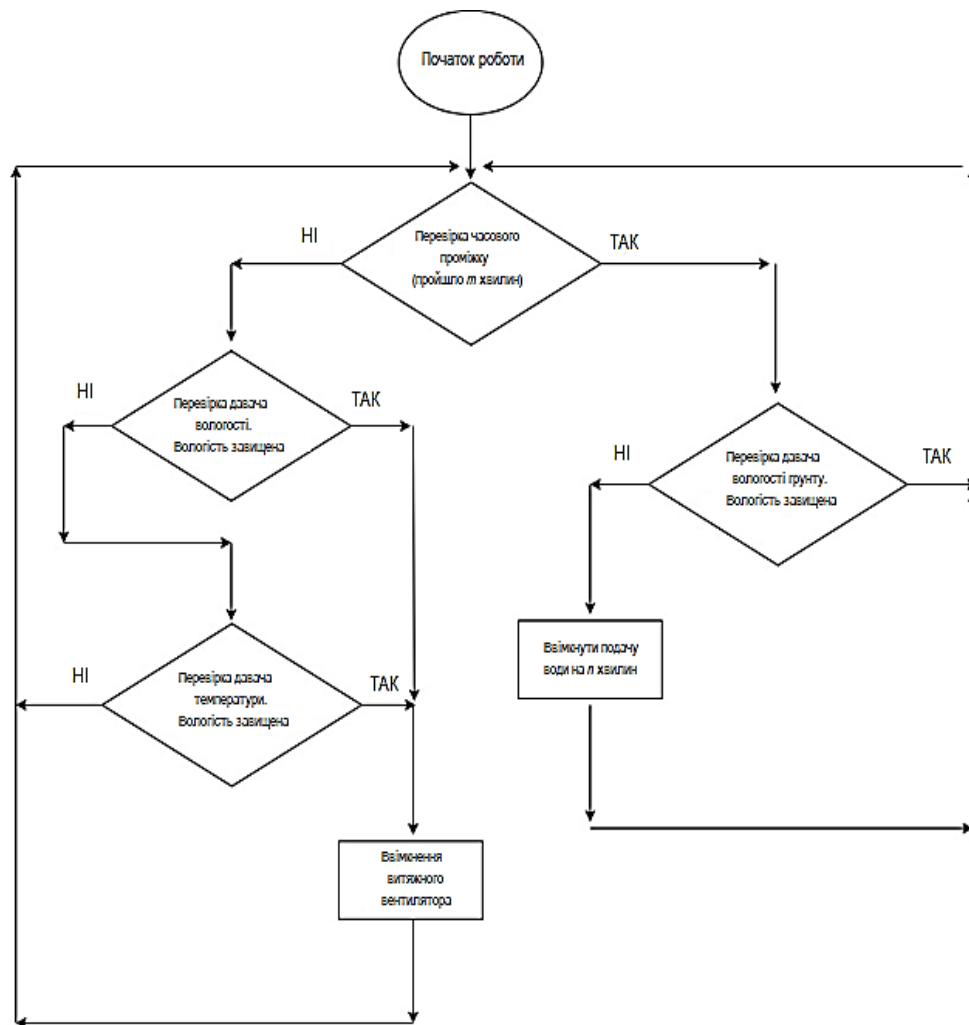 Початок роботи
НІ
Перевірка часового
проміжку
(пройшло m хвилин)
ТАК
НІ
Перевірка давача
вологості.
Вологість завищена
ТАК
НІ
Перевірка давача
вологості грунту.
Вологість завищена
ТАК
НІ
Перевірка давача
температури.
Вологість завищена
ТАК
Ввімкнути подачу
води на n хвилин
Ввімкнення
витяжного
вентилятора